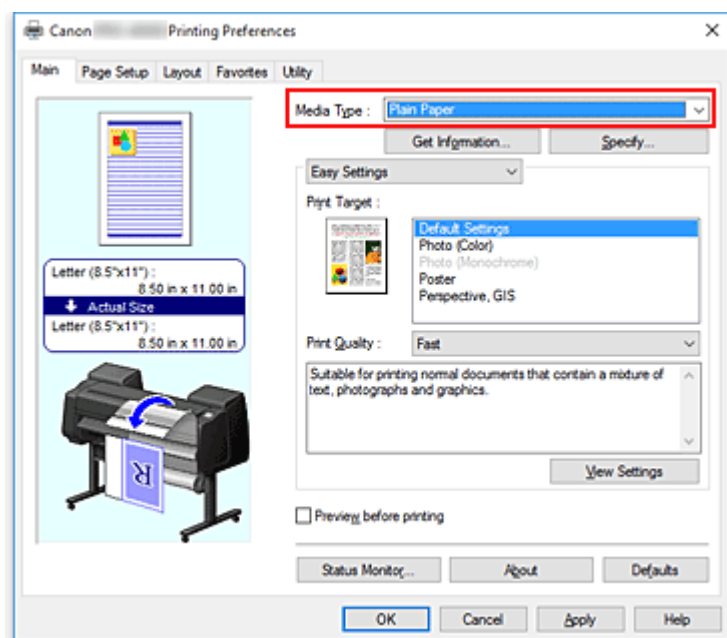 Canon Printing Preferences
Main Page Setup Layout Favorites Utility
Media Type : Plain Paper
Get Information... Specify...
Easy Settings
Print Target :
Default Settings
Photo (Color)
Photo (Monochrome)
Poster
Perspective, GIS
Letter (8.5"x11") :
8.50 in x 11.00 in
Actual Size
Letter (8.5"x11") :
8.50 in x 11.00 in
Print Quality : Fast
Suitable for printing normal documents that contain a mixture of
text, photographs and graphics.
R
View Settings
Preview before printing
Status Monitor... About Defaults
OK Cancel Apply Help